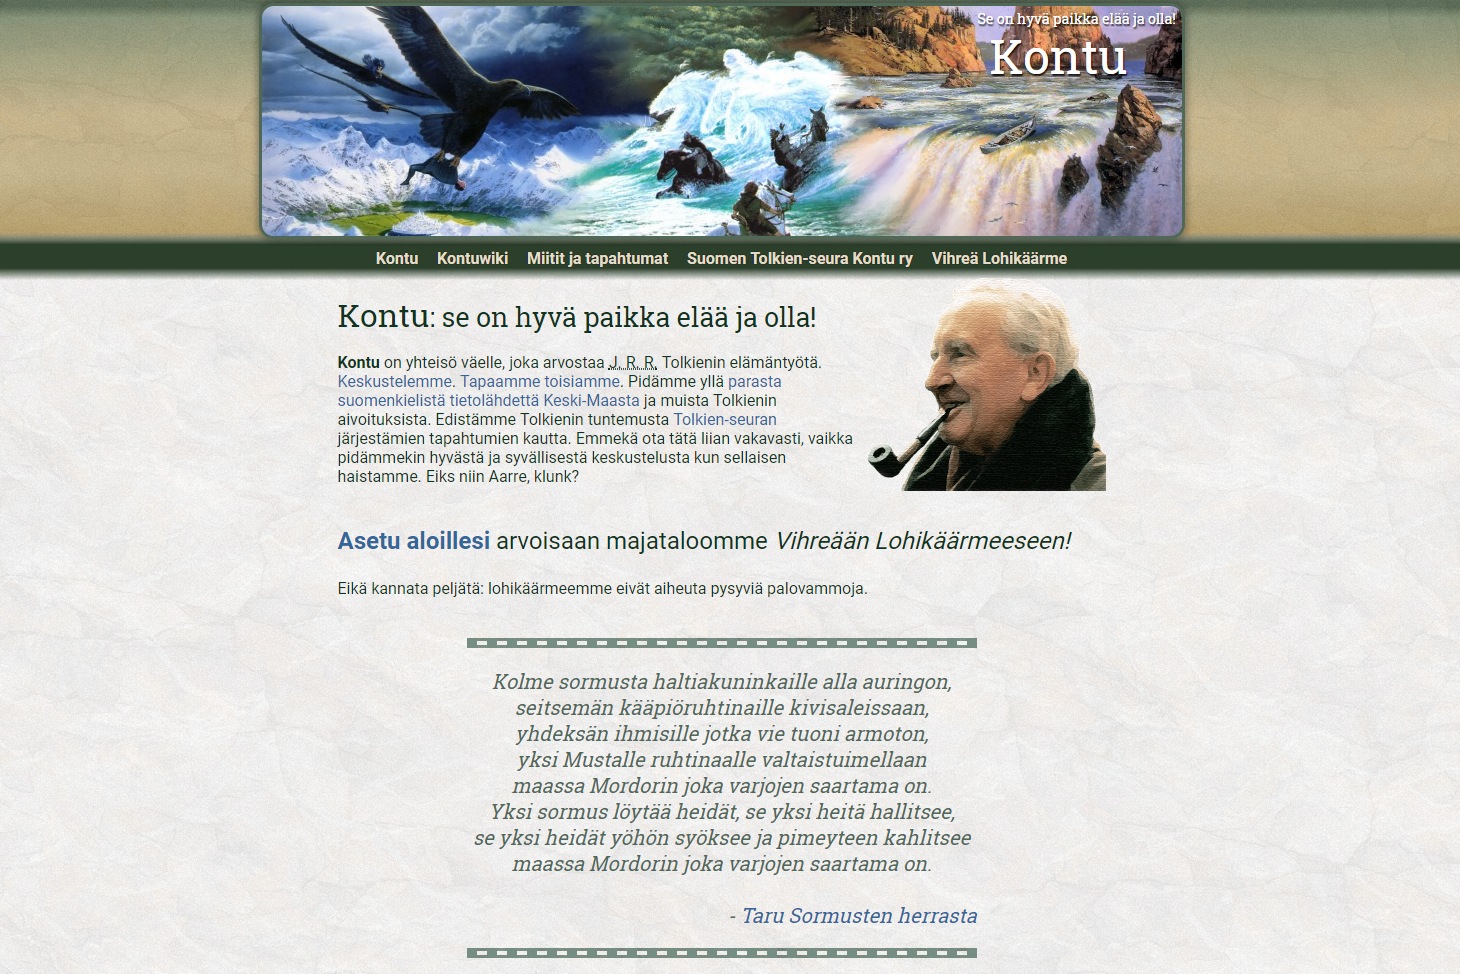 Se on hyvä paikka elää ja olla!
Kontu
Kontu Kontuwiki Miitit ja tapahtumat Suomen Tolkien-seura Kontu ry Vihreä Lohikäärme
Kontu: se on hyvä paikka elää ja olla!
Kontu on yhteisö väelle, joka arvostaa J. R. R. Tolkienin elämäntyötä.
Keskustelemme. Tapaamme toisiamme. Pidämme yllä parasta
suomenkielistä tietolähdettä Keski-Maasta ja muista Tolkienin
aivoituksista. Edistämme Tolkienin tuntemusta Tolkien-seuran
järjestämien tapahtumien kautta. Emmekä ota tätä liian vakavasti, vaikka
pidämmekin hyvästä ja syvällisestä keskustelusta kun sellaisen
haistamme. Eiks niin Aarre, klunk?
Asetu aloillesi arvoisaan majataloomme Vihreään Lohikäärmeeseen!
Eikä kannata peljätä: lohikäärmeemme eivät aiheuta pysyviä palovammoja.
Kolme sormusta haltiakuninkaille alla auringon,
seitsemän kääpiöruhtinaille kivisaleissaan,
yhdeksän ihmisille jotka vie tuoni armoton,
yksi Mustalle ruhtinaalle valtaistuimellaan
maassa Mordorin joka varjojen saartama on.
Yksi sormus löytää heidät, se yksi heitä hallitsee,
se yksi heidät yöhön syöksee ja pimeyteen kahlitsee
maassa Mordorin joka varjojen saartama on.
- Taru Sormusten herrasta